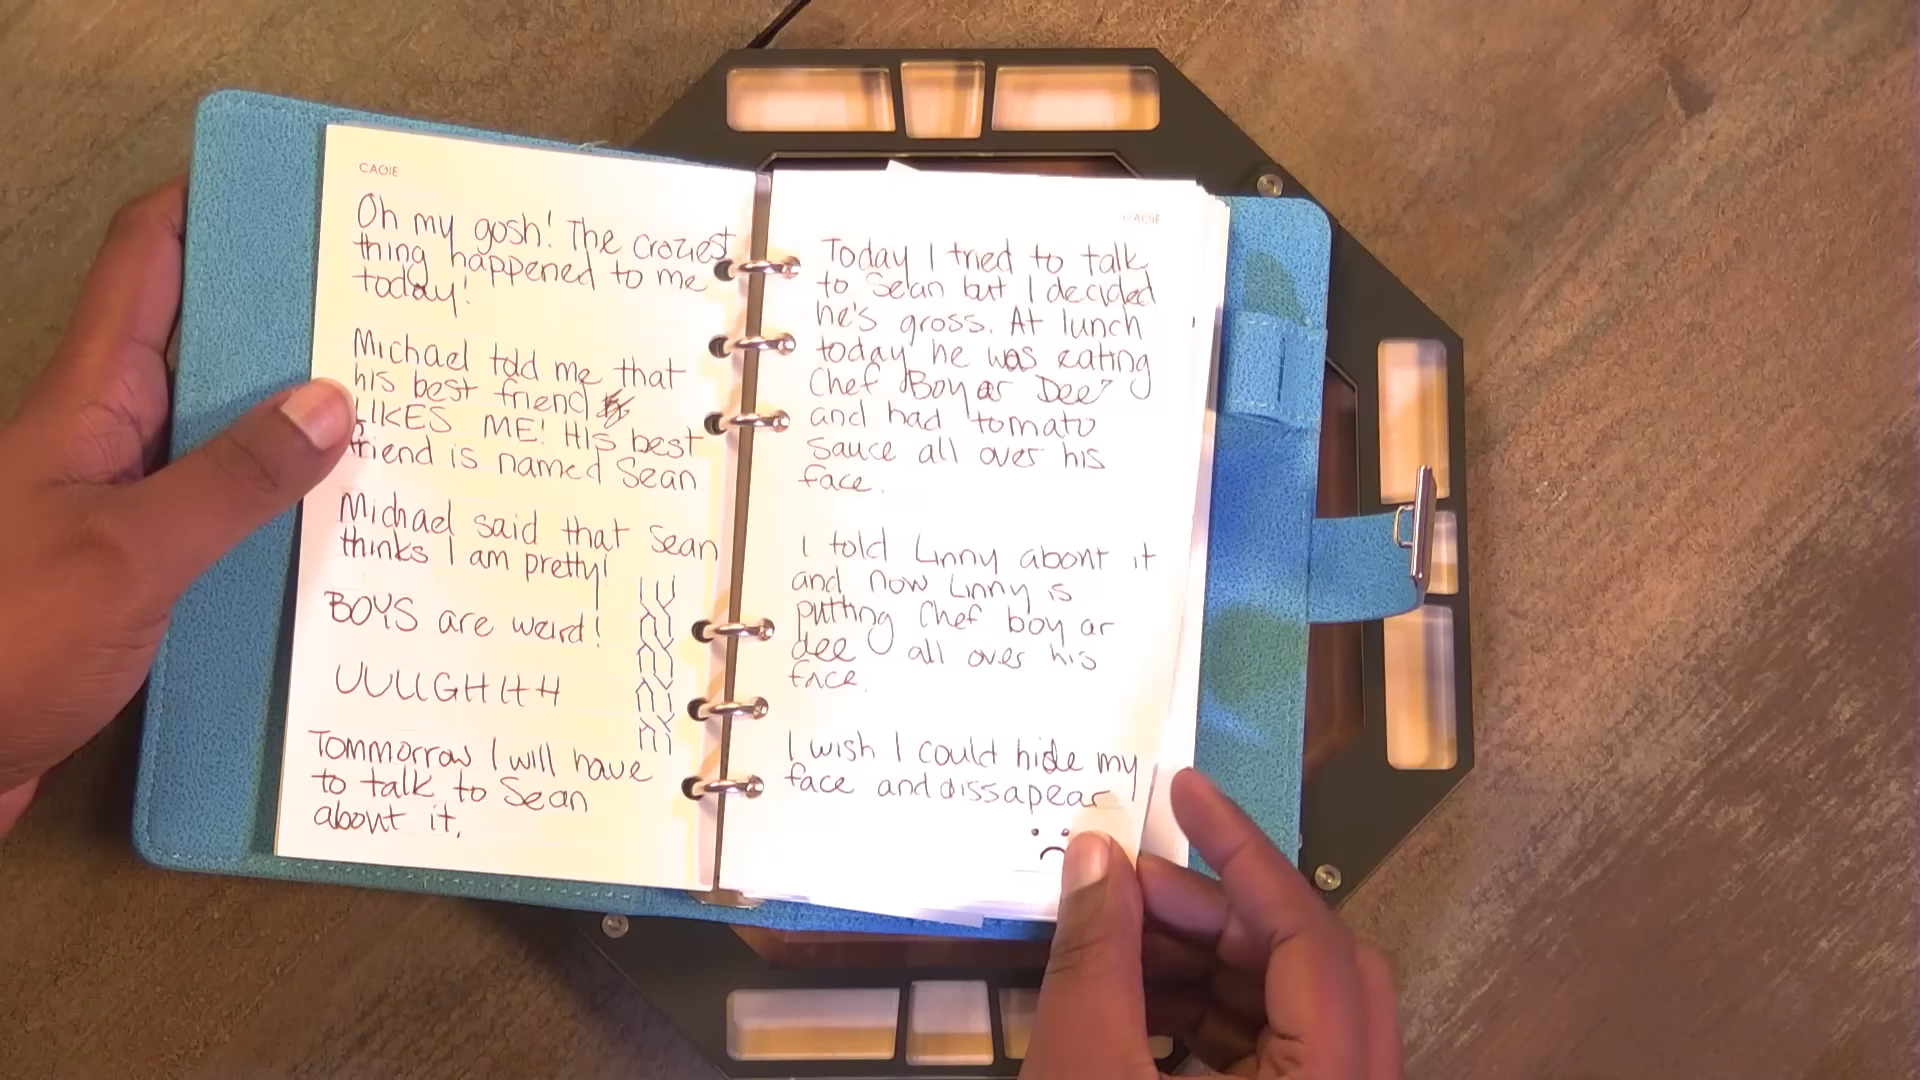 CAGIE
Oh my gosh! The craziest
thing happened to me
today!
Michael told me that
his best friend
LIKES ME! His best
friend is named Sean
Michael said that Sean
thinks I am pretty!
BOYS are weird!
UUUGHHH
Tommorrow I will have
to talk to Sean
about it.
CAGIE
Today I tried to talk
to Sean but I decided
he's gross. At lunch
today he was eating
Chef Boy ar Dee
and had tomato
sauce all over his
face.
I told Linny about it
and now Linny is
putting Chef boy ar
dee all over his
face.
I wish I could hide my
face and dissapear